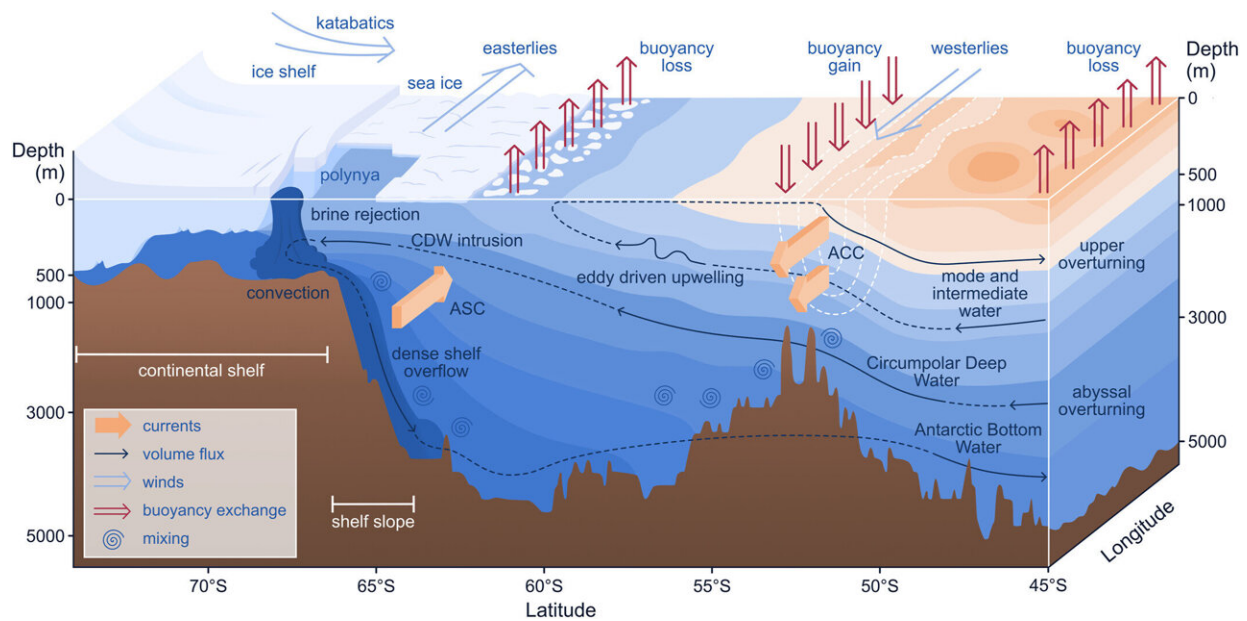 katabatics
ice shelf
sea ice
easterlies
buoyancy
loss
buoyancy
gain
westerlies
buoyancy
loss
Depth
(m)
0
500
1000
3000
5000
Depth
(m)
0
500
1000
3000
5000
polynya
brine rejection
CDW intrusion
convection
ASC
eddy driven upwelling
ACC
mode and
intermediate
water
upper
overturning
continental shelf
dense shelf
overflow
Circumpolar Deep
Water
abyssal
overturning
Antarctic Bottom
Water
currents
volume flux
winds
buoyancy exchange
mixing
shelf slope
Longitude
70°S
65°S
60°S
55°S
50°S
45°S
Latitude